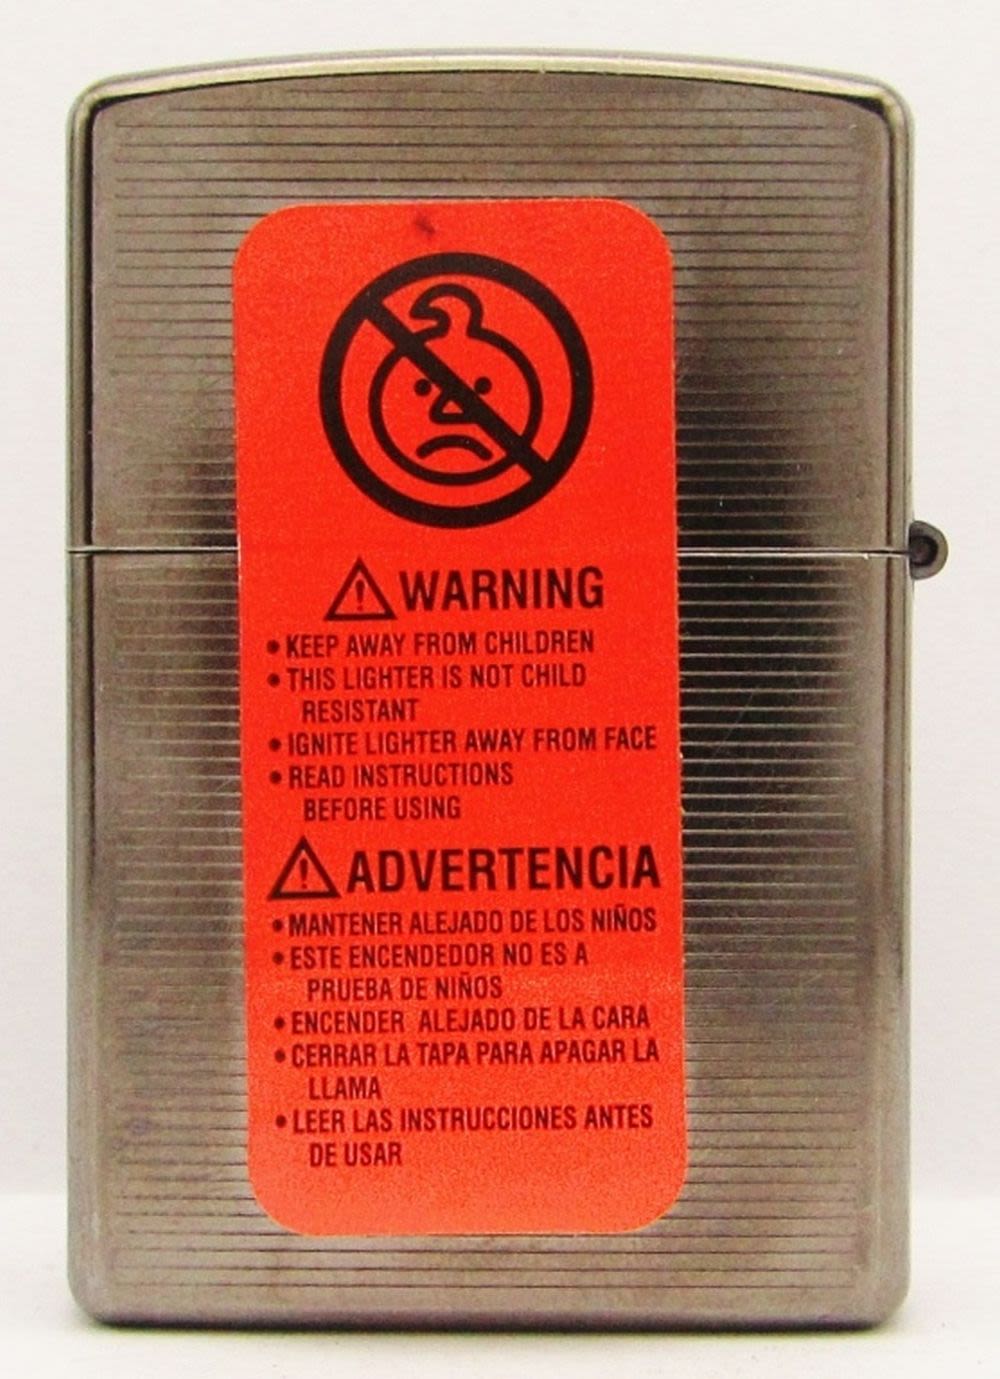 WARNING
• KEEP AWAY FROM CHILDREN
• THIS LIGHTER IS NOT CHILD
RESISTANT
• IGNITE LIGHTER AWAY FROM FACE
• READ INSTRUCTIONS
BEFORE USING
ADVERTENCIA
• MANTENER ALEJADO DE LOS NIÑOS
• ESTE ENCENDEDOR NO ES A
PRUEBA DE NIÑOS
• ENCENDER ALEJADO DE LA CARA
• CERRAR LA TAPA PARA APAGAR LA
LLAMA
• LEER LAS INSTRUCCIONES ANTES
DE USAR